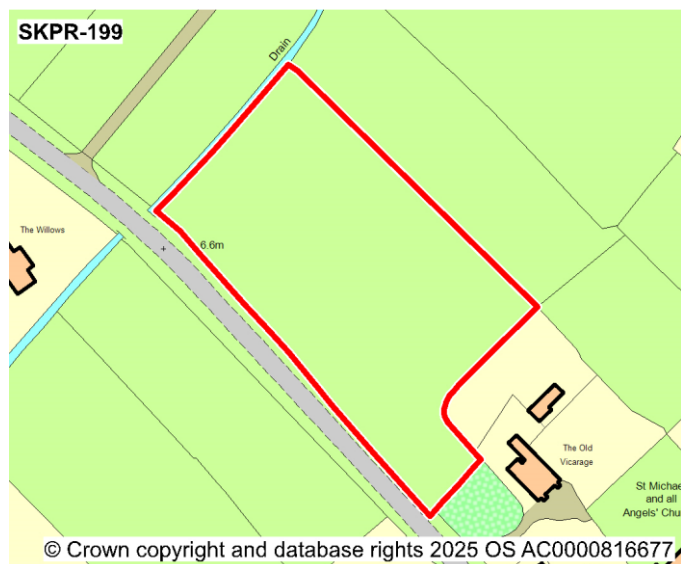 SKPR-199
Drain
The Willows
6.6m
The Old
Vicarage
St Michae
and all
Angels' Chu
© Crown copyright and database rights 2025 OS AC0000816677